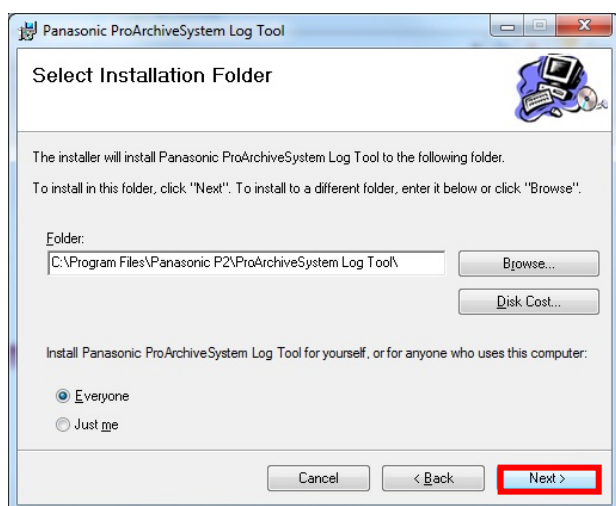 Panasonic ProArchiveSystem Log Tool
Select Installation Folder
The installer will install Panasonic ProArchiveSystem Log Tool to the following folder.
To install in this folder, click "Next". To install to a different folder, enter it below or click "Browse".
Folder:
C:\Program Files\Panasonic P2\ProArchiveSystem Log Tool\
Browse...
Disk Cost...
Install Panasonic ProArchiveSystem Log Tool for yourself, or for anyone who uses this computer:
Everyone
Just me
Cancel
< Back
Next >